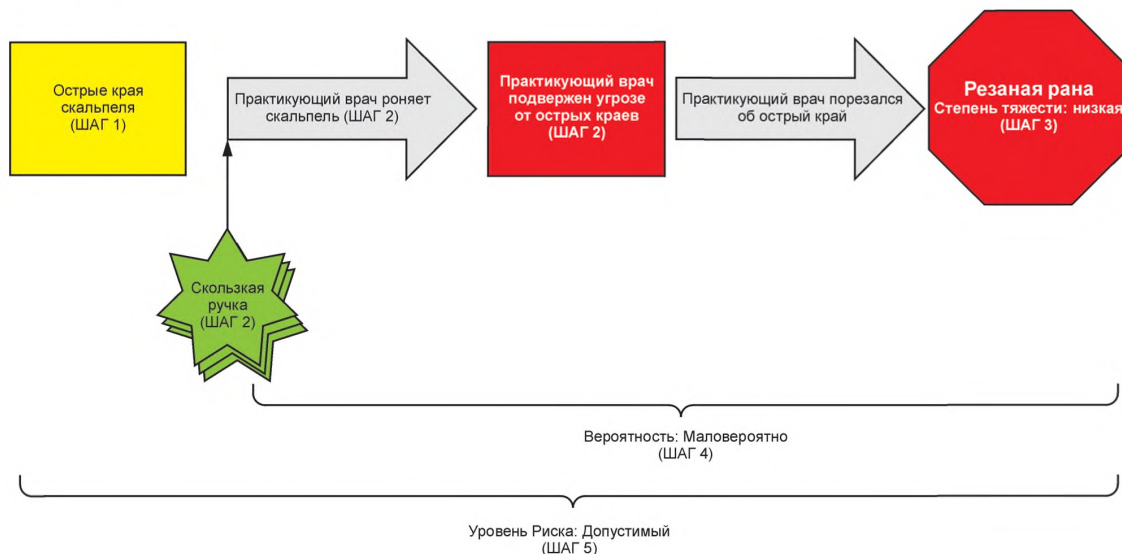 Острые края
скальпеля
(ШАГ 1)
Практикующий врач роняет
скальпель (ШАГ 2)
Практикующий врач
подвержен угрозе
от острых краев
(ШАГ 2)
Практикующий врач порезался
об острый край
Резаная рана
Степень тяжести: низкая
(ШАГ 3)
Скользкая
ручка
(ШАГ 2)
Вероятность: Маловероятно
(ШАГ 4)
Уровень Риска: Допустимый
(ШАГ 5)